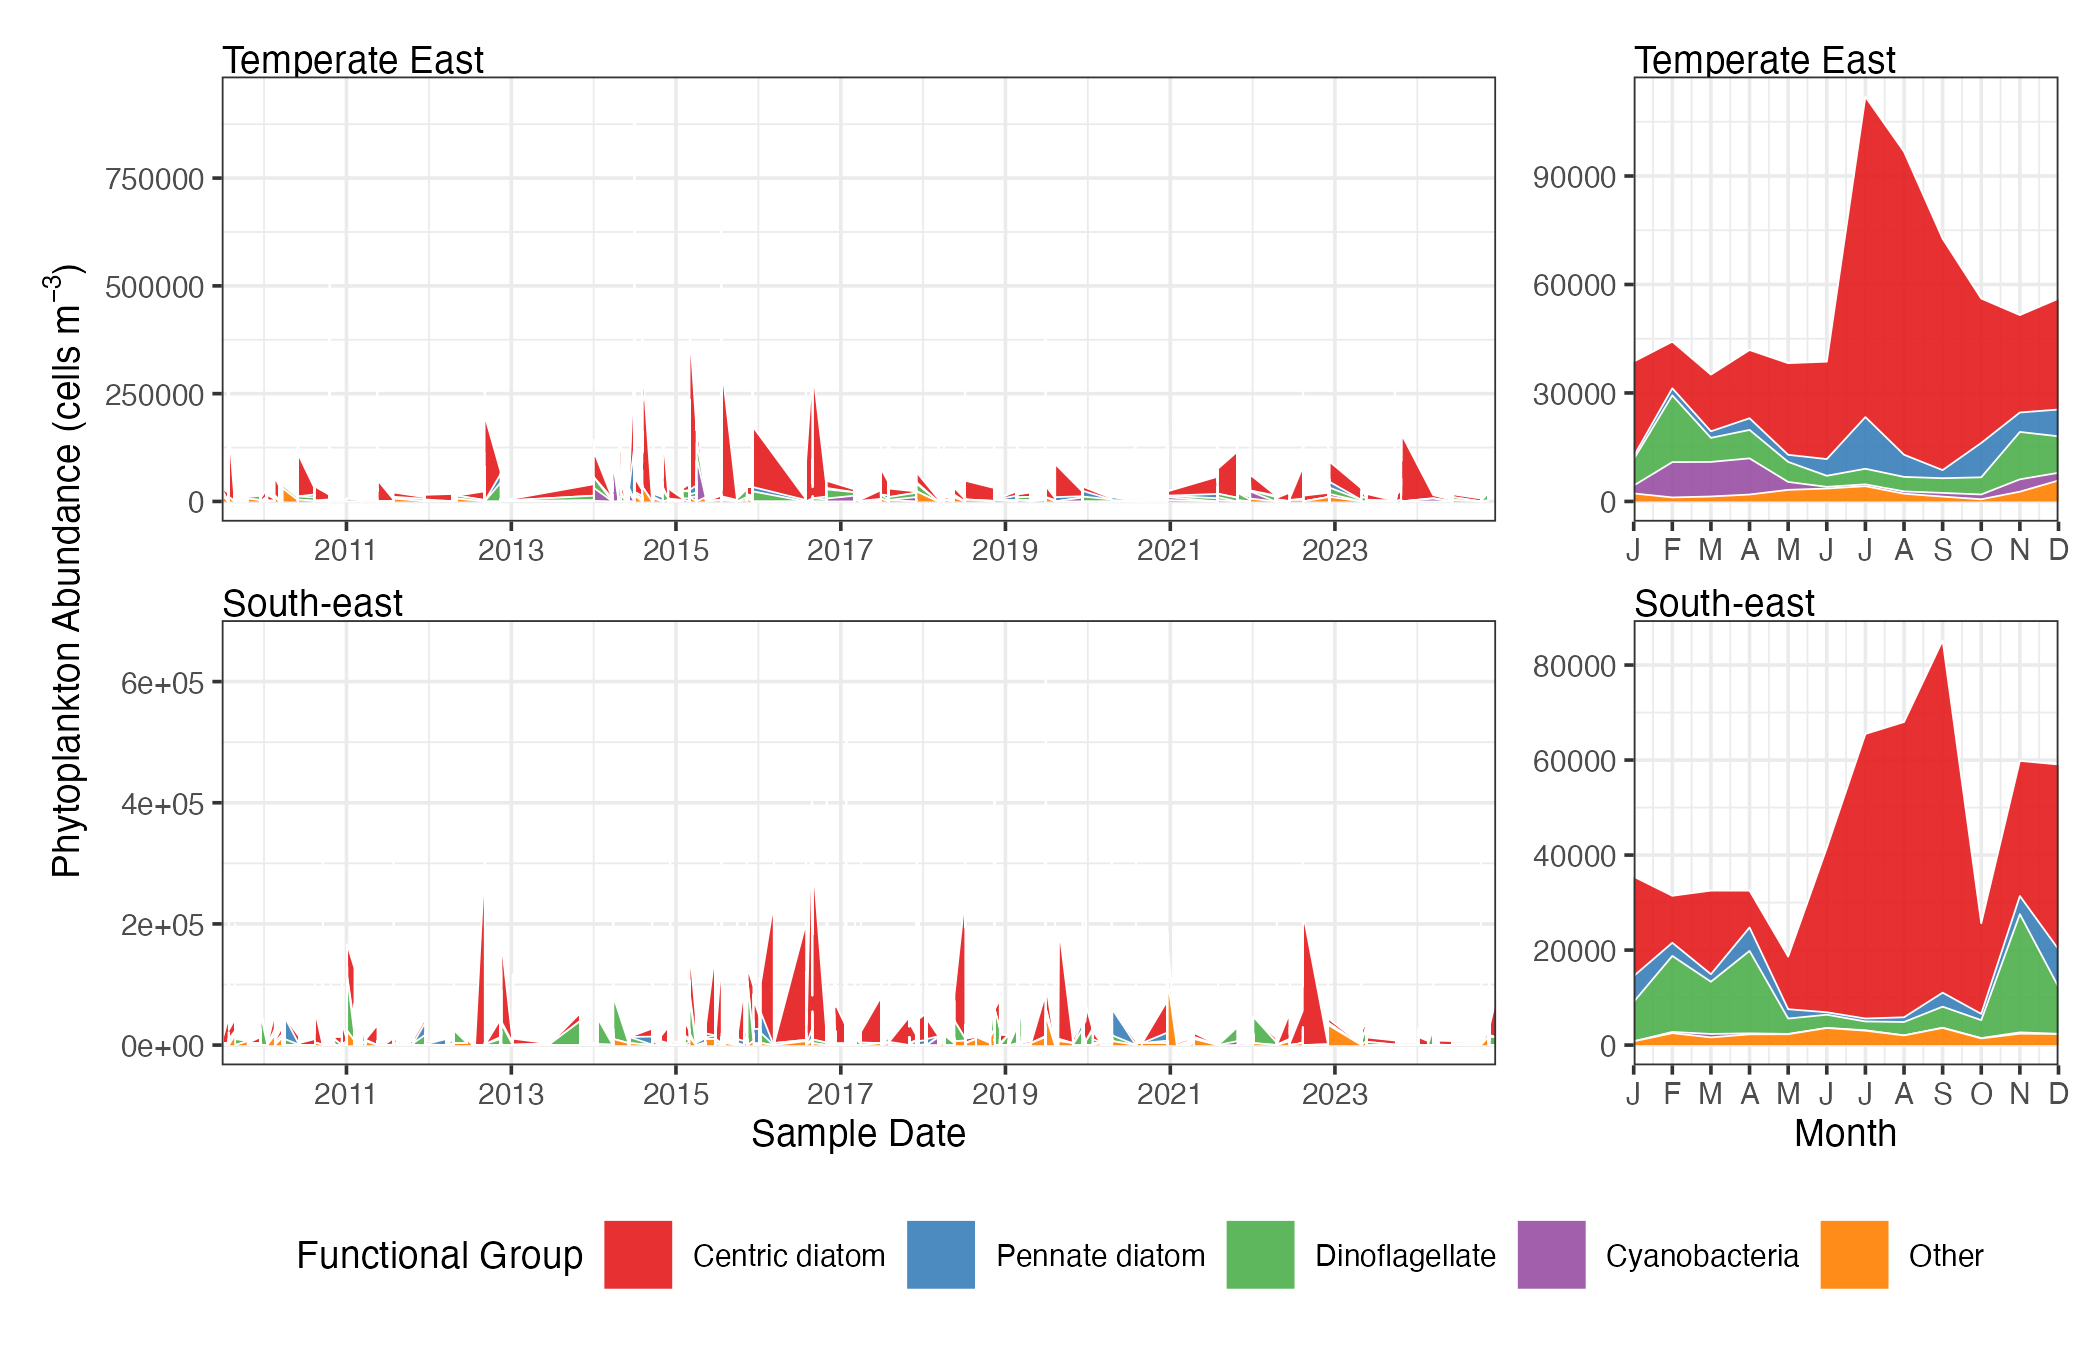 Temperate East
Temperate East
Phytoplankton Abundance (cells m⁻³)
750000
500000
250000
0
2011 2013 2015 2017 2019 2021 2023
90000
60000
30000
0
J F M A M J J A S O N D
South-east
South-east
6e+05
4e+05
2e+05
0e+00
2011 2013 2015 2017 2019 2021 2023
Sample Date
80000
60000
40000
20000
0
J F M A M J J A S O N D
Month
Functional Group Centric diatom Pennate diatom Dinoflagellate Cyanobacteria Other